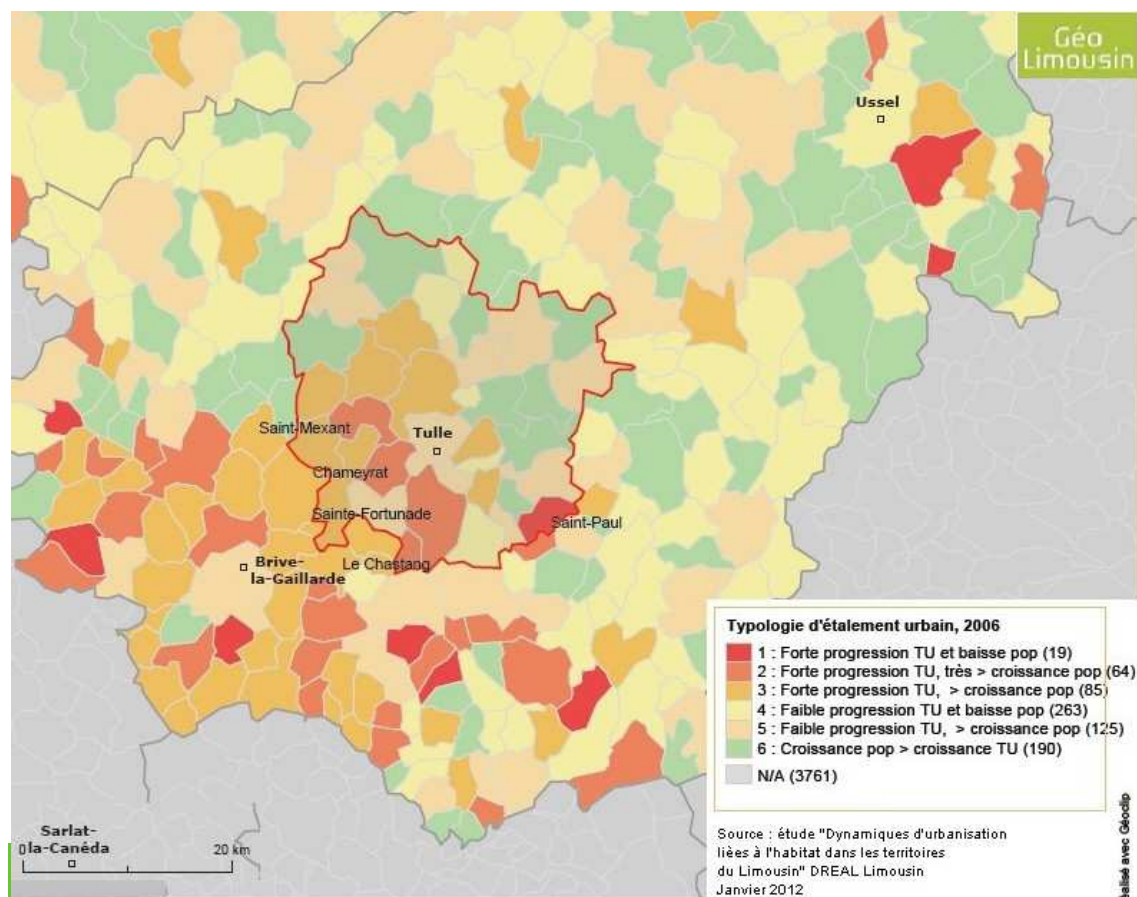 Géo
Limousin
Ussel
Saint-Mexant
Tulle
Chameyrat
Sainte-Fortunade
Saint-Paul
Brive-
la-Gaillarde
Le Chastang
Typologie d'étalement urbain, 2006
1 : Forte progression TU et baisse pop (19)
2 : Forte progression TU, très > croissance pop (64)
3 : Forte progression TU, > croissance pop (85)
4 : Faible progression TU et baisse pop (263)
5 : Faible progression TU, > croissance pop (125)
6 : Croissance pop > croissance TU (190)
N/A (3761)
Sarlat-
la-Canéda
0 20 km
Source : étude "Dynamiques d'urbanisation
liées à l'habitat dans les territoires
du Limousin" DREAL Limousin
Janvier 2012
avec Géoclip